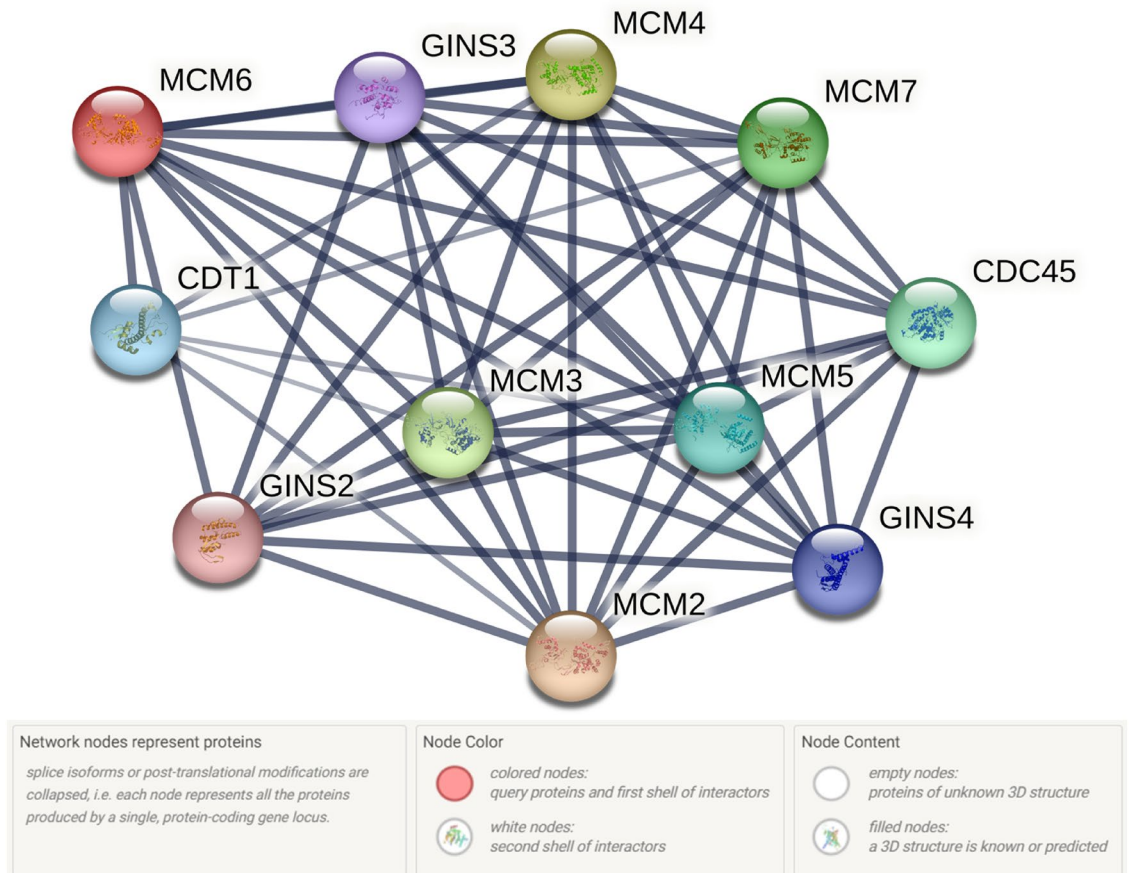 MCM4
GINS3
MCM6
MCM7
CDC45
CDT1
MCM3
MCM5
GINS2
GINS4
MCM2
Network nodes represent proteins
splice isoforms or post-translational modifications are
collapsed, i.e. each node represents all the proteins
produced by a single, protein-coding gene locus.
Node Color
colored nodes:
query proteins and first shell of interactors
white nodes:
second shell of interactors
Node Content
empty nodes:
proteins of unknown 3D structure
filled nodes:
a 3D structure is known or predicted